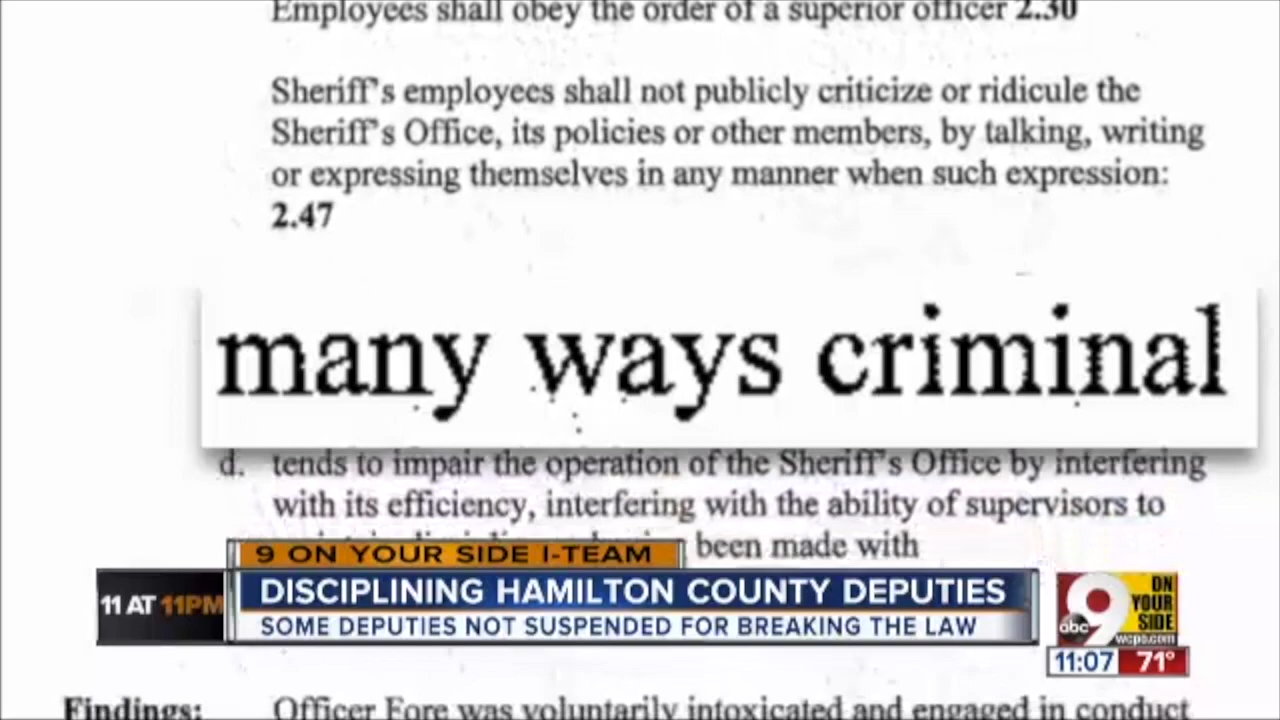 Employees shall obey the order of a superior officer 2.30
Sheriff's employees shall not publicly criticize or ridicule the
Sheriff's Office, its policies or other members, by talking, writing
or expressing themselves in any manner when such expression:
2.47
many ways criminal
d. tends to impair the operation of the Sheriff's Office by interfering
with its efficiency, interfering with the ability of supervisors to
been made with
9 ON YOUR SIDE I-TEAM
11 AT 11PM
DISCIPLINING HAMILTON COUNTY DEPUTIES
SOME DEPUTIES NOT SUSPENDED FOR BREAKING THE LAW
abc 9 ON
YOUR
SIDE
wcpo.com
11:07 71°
Findings: Officer Fore was voluntarily intoxicated and engaged in conduct